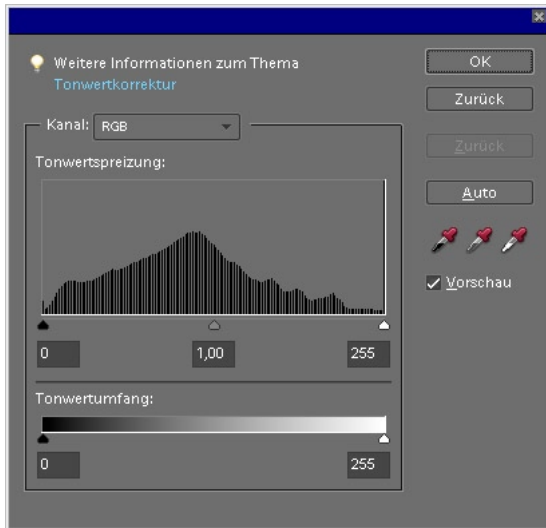 Weitere Informationen zum Thema
Tonwertkorrektur
OK
Zurück
Zurück
Auto
Vorschau
Kanal: RGB
Tonwertspreizung:
0 1,00 255
Tonwertumfang:
0 255